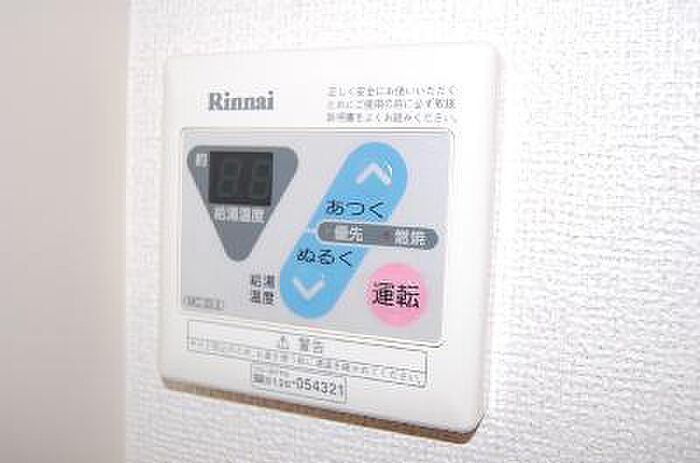 Rinnai
正しく安全にお使いいただく
ためにご使用の前に必ず取扱
説明書をよくお読みください。
約
給湯温度
あつく
優先 燃焼
ぬるく
給湯
温度
運転
警告
054321